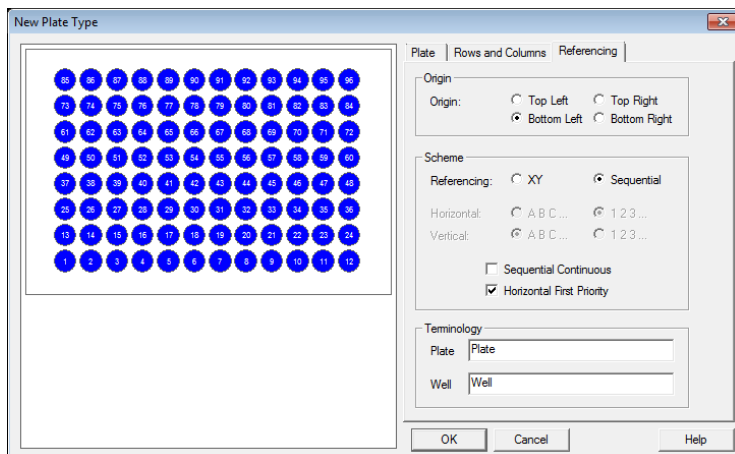 New Plate Type
85 86 87 88 89 90 91 92 93 94 95 96
73 74 75 76 77 78 79 80 81 82 83 84
61 62 63 64 65 66 67 68 69 70 71 72
49 50 51 52 53 54 55 56 57 58 59 60
37 38 39 40 41 42 43 44 45 46 47 48
25 26 27 28 29 30 31 32 33 34 35 36
13 14 15 16 17 18 19 20 21 22 23 24
1 2 3 4 5 6 7 8 9 10 11 12
Plate Rows and Columns Referencing
Origin
Origin: Top Left Top Right
Bottom Left Bottom Right
Scheme
Referencing: XY Sequential
Horizontal: A B C ... 1 2 3 ...
Vertical: A B C ... 1 2 3 ...
Sequential Continuous
Horizontal First Priority
Terminology
Plate Plate
Well Well
OK Cancel Help